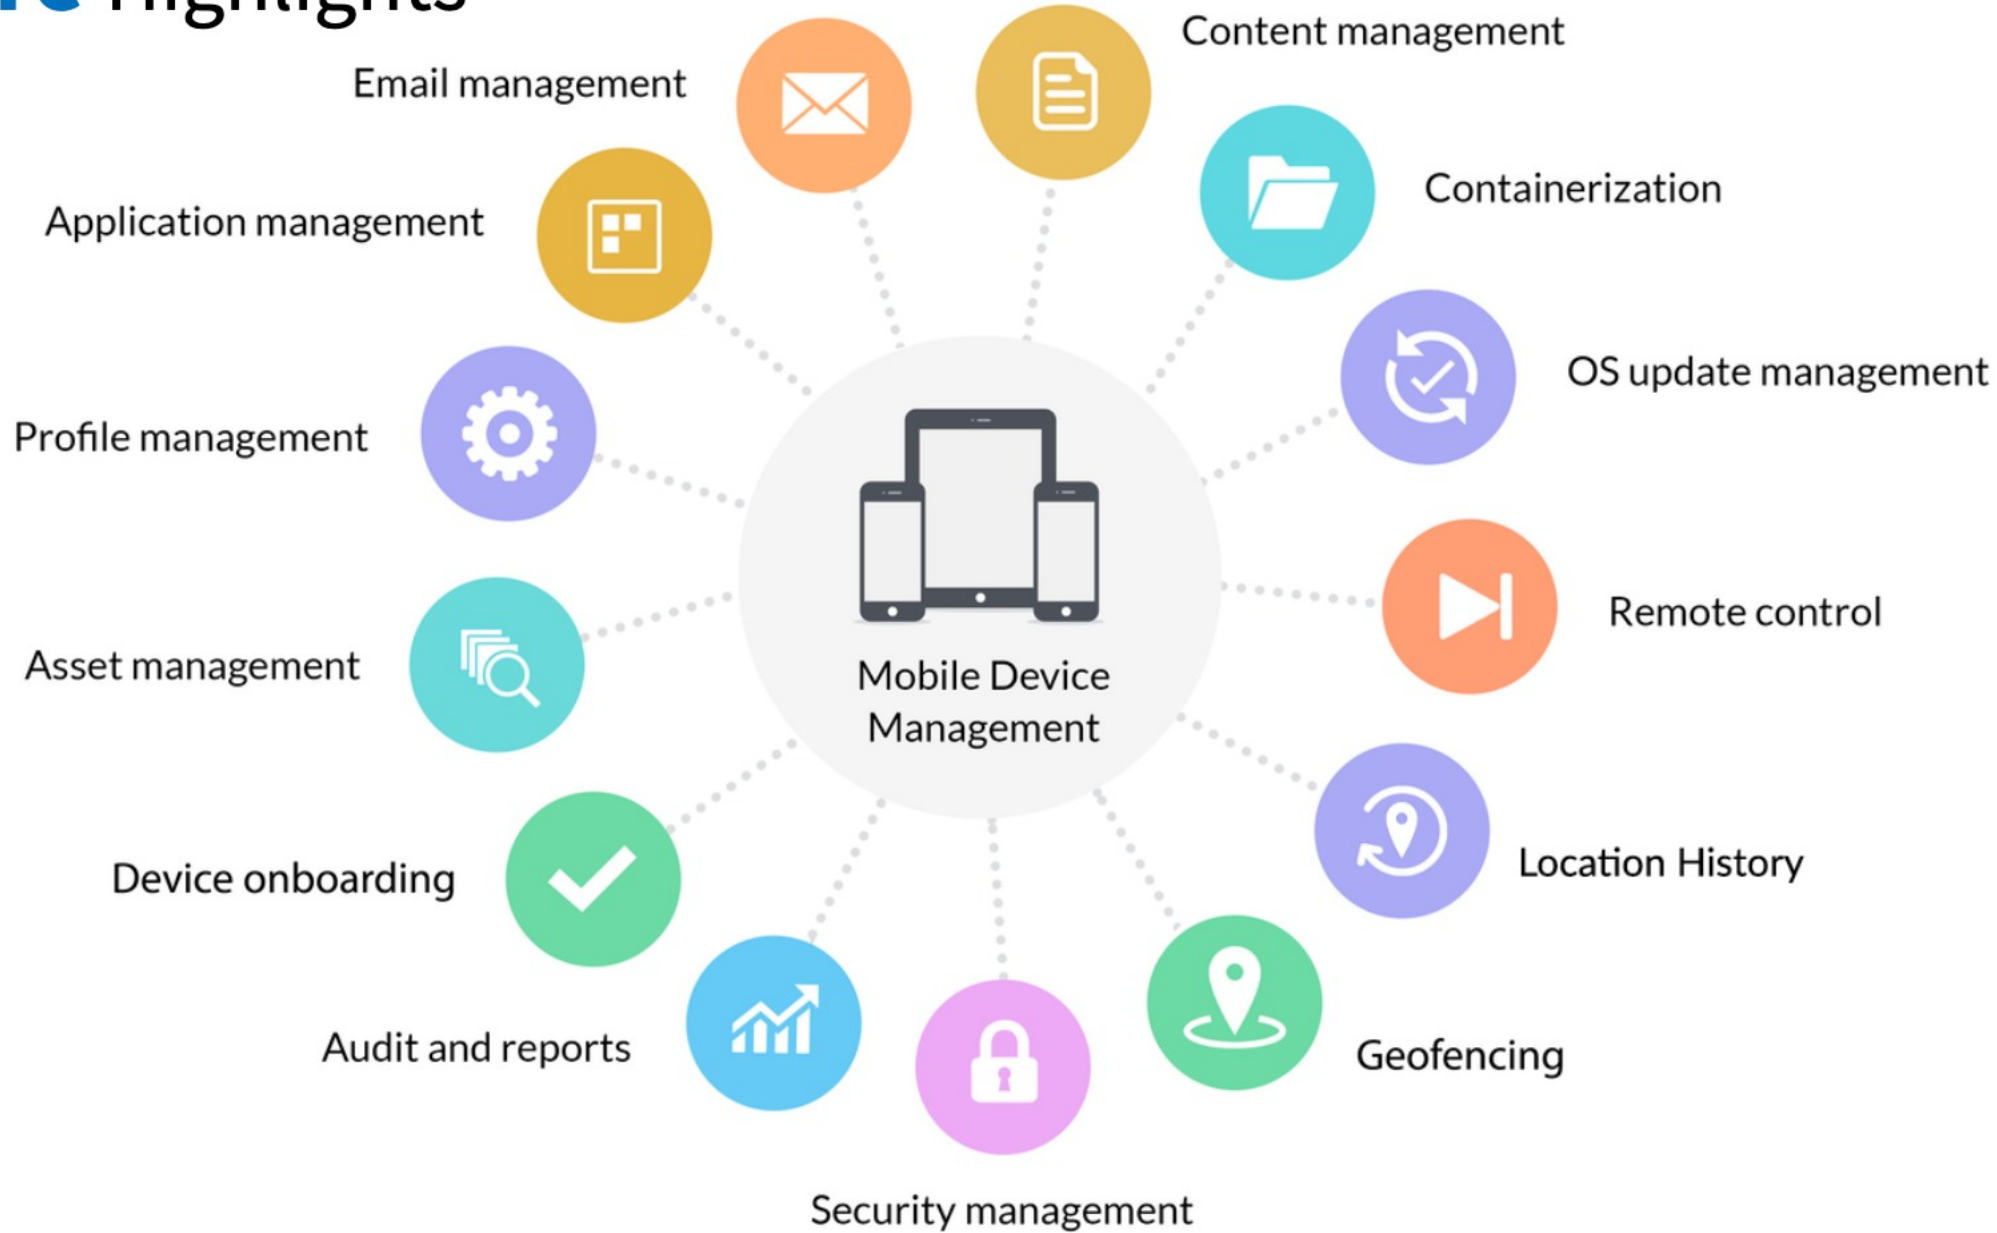 Highlights
Content management
Email management
Containerization
Application management
OS update management
Profile management
Remote control
Asset management
Mobile Device
Management
Location History
Device onboarding
Audit and reports
Geofencing
Security management